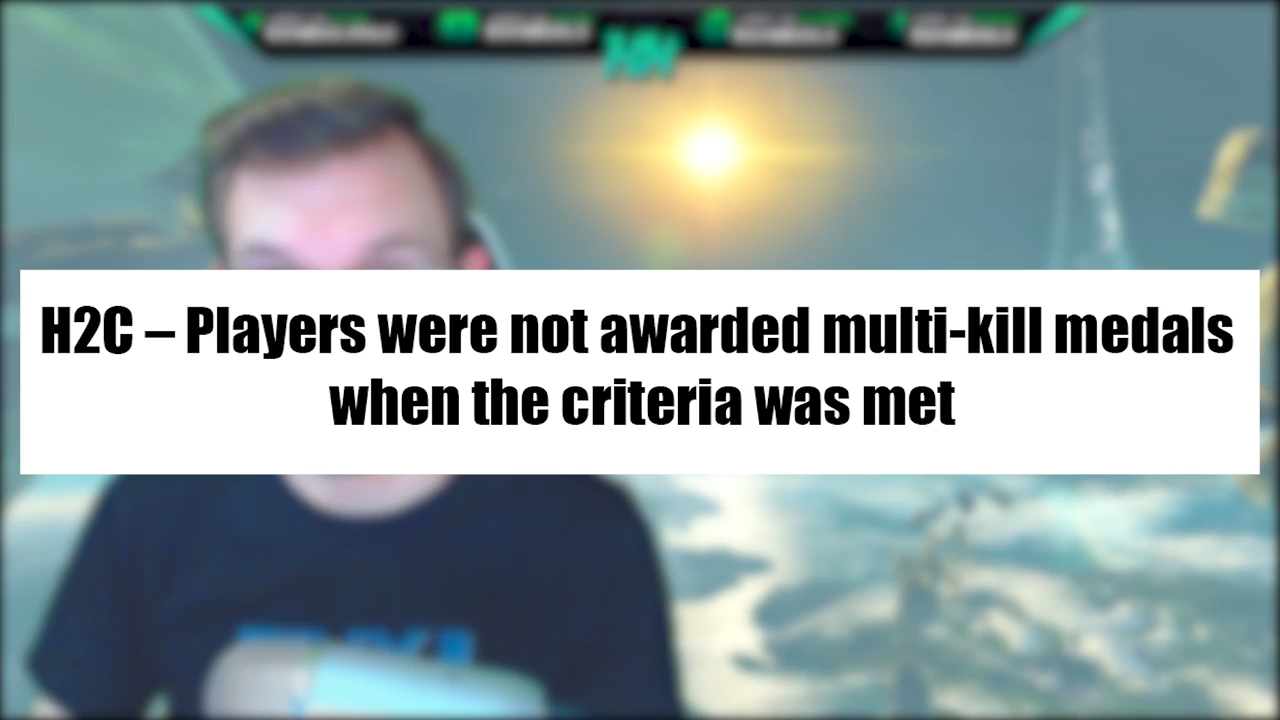 H2C – Players were not awarded multi-kill medals
when the criteria was met